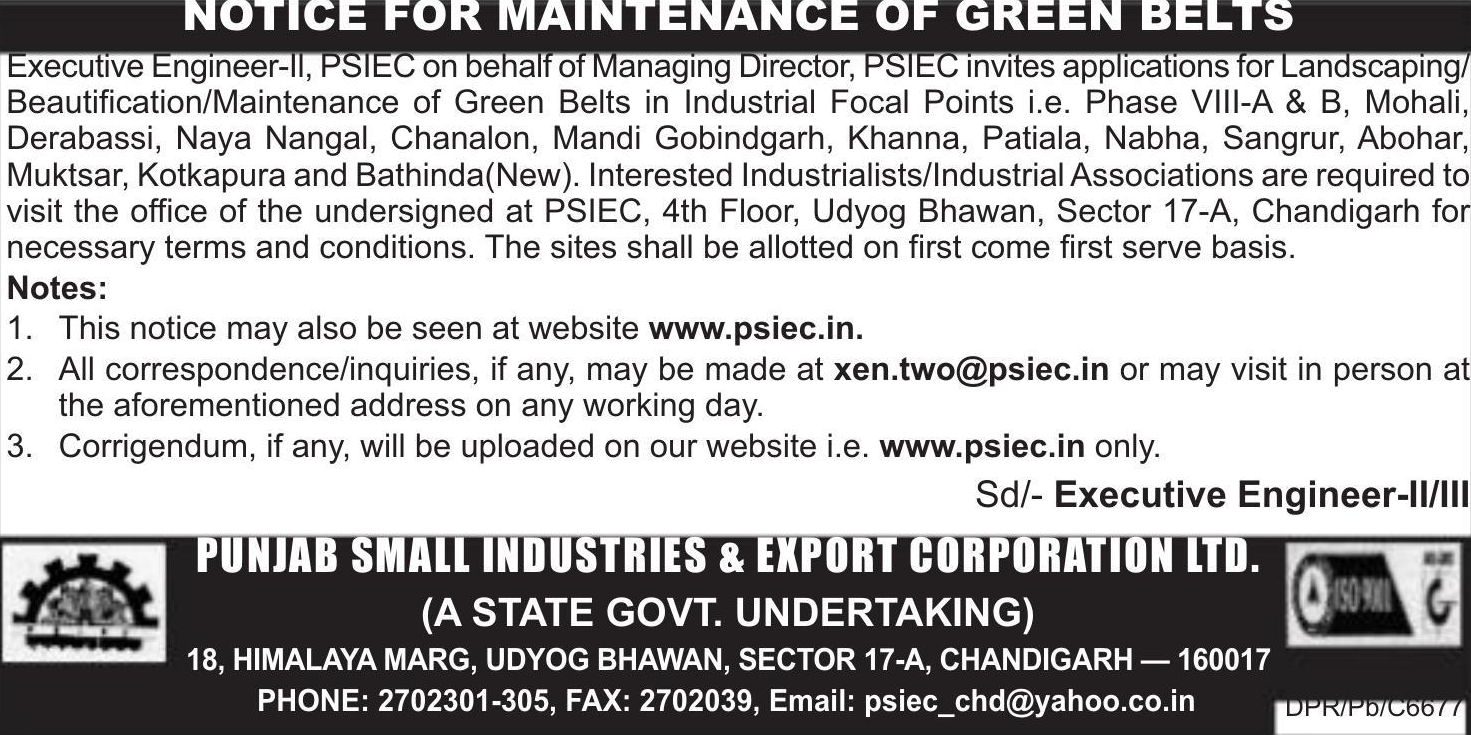 NOTICE FOR MAINTENANCE OF GREEN BELTS
Executive Engineer-II, PSIEC on behalf of Managing Director, PSIEC invites applications for Landscaping/
Beautification/Maintenance of Green Belts in Industrial Focal Points i.e. Phase VIII-A & B, Mohali,
Derabassi, Naya Nangal, Chanalon, Mandi Gobindgarh, Khanna, Patiala, Nabha, Sangrur, Abohar,
Muktsar, Kotkapura and Bathinda(New). Interested Industrialists/Industrial Associations are required to
visit the office of the undersigned at PSIEC, 4th Floor, Udyog Bhawan, Sector 17-A, Chandigarh for
necessary terms and conditions. The sites shall be allotted on first come first serve basis.
Notes:
1. This notice may also be seen at website www.psiec.in.
2. All correspondence/inquiries, if any, may be made at xen.two@psiec.in or may visit in person at
the aforementioned address on any working day.
3. Corrigendum, if any, will be uploaded on our website i.e. www.psiec.in only.
Sd/- Executive Engineer-II/III
PUNJAB SMALL INDUSTRIES & EXPORT CORPORATION LTD.
(A STATE GOVT. UNDERTAKING)
18, HIMALAYA MARG, UDYOG BHAWAN, SECTOR 17-A, CHANDIGARH — 160017
PHONE: 2702301-305, FAX: 2702039, Email: psiec_chd@yahoo.co.in
ISO 9001
DPR/Pb/C6677